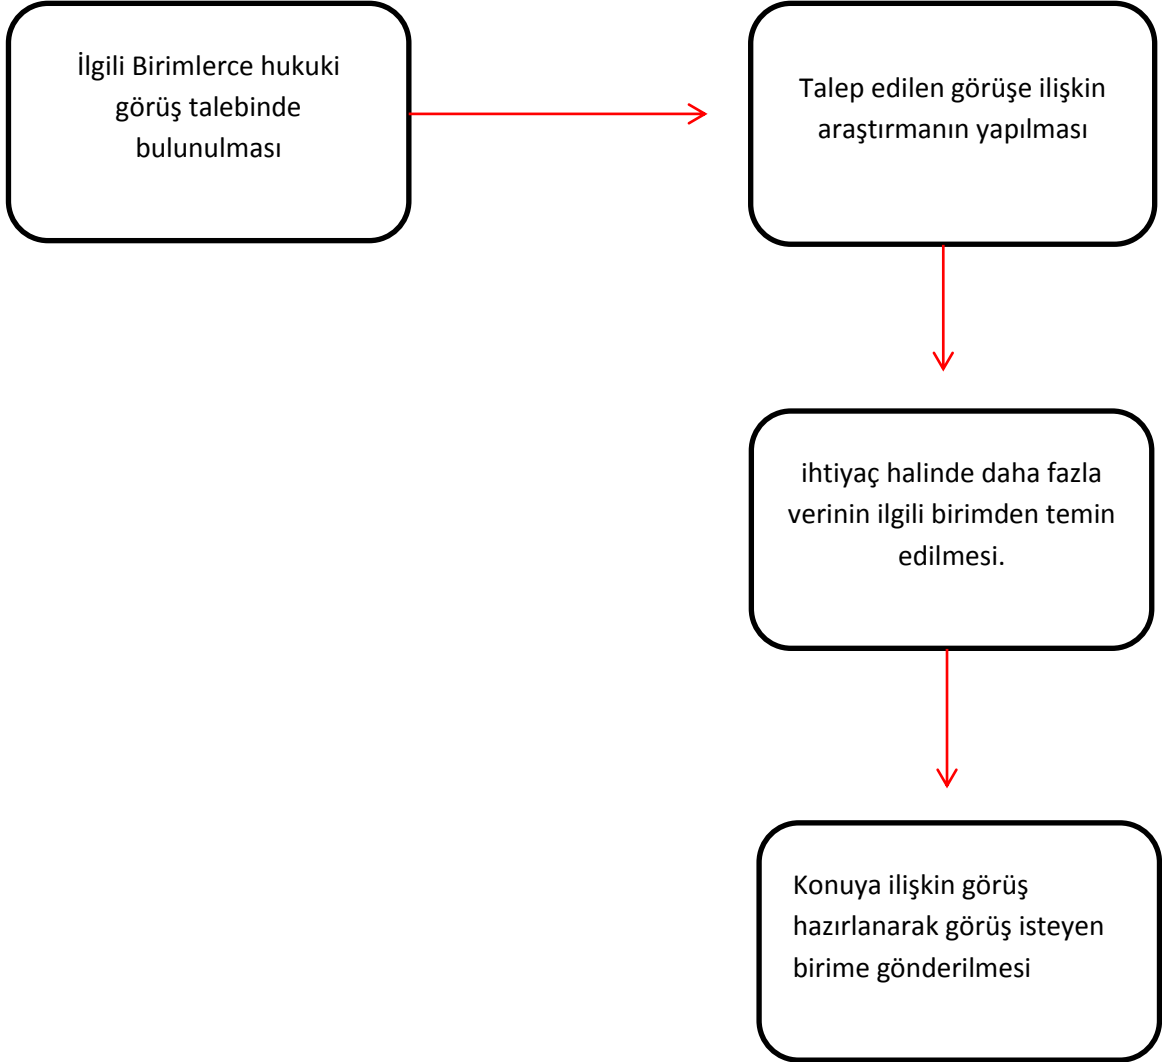 İlgili Birimlerce hukuki
görüş talebinde
bulunulması
Talep edilen görüşe ilişkin
araştırmanın yapılması
ihtiyaç halinde daha fazla
verinin ilgili birimden temin
edilmesi.
Konuya ilişkin görüş
hazırlanarak görüş isteyen
birime gönderilmesi